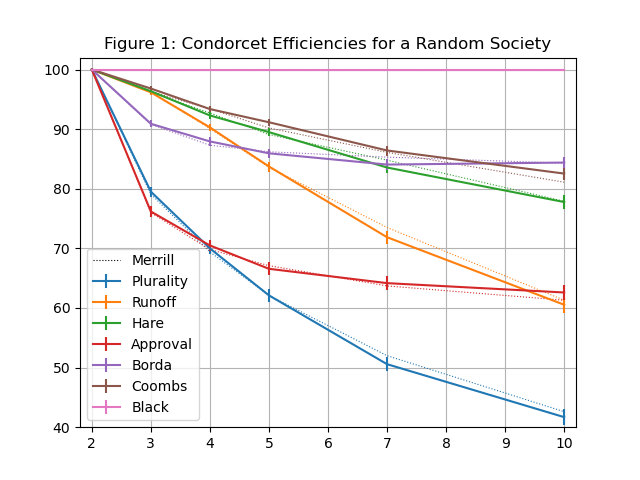 Figure 1: Condorcet Efficiencies for a Random Society
100
90
80
70
60
50
40
Merrill
Plurality
Runoff
Hare
Approval
Borda
Coombs
Black
2 3 4 5 6 7 8 9 10